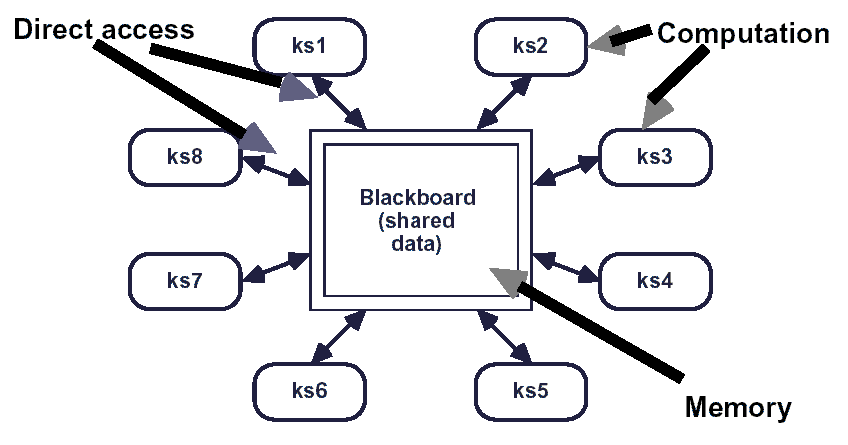 Direct access
ks1
ks2
Computation
ks8
ks3
Blackboard
(shared
data)
ks7
ks4
ks6
ks5
Memory